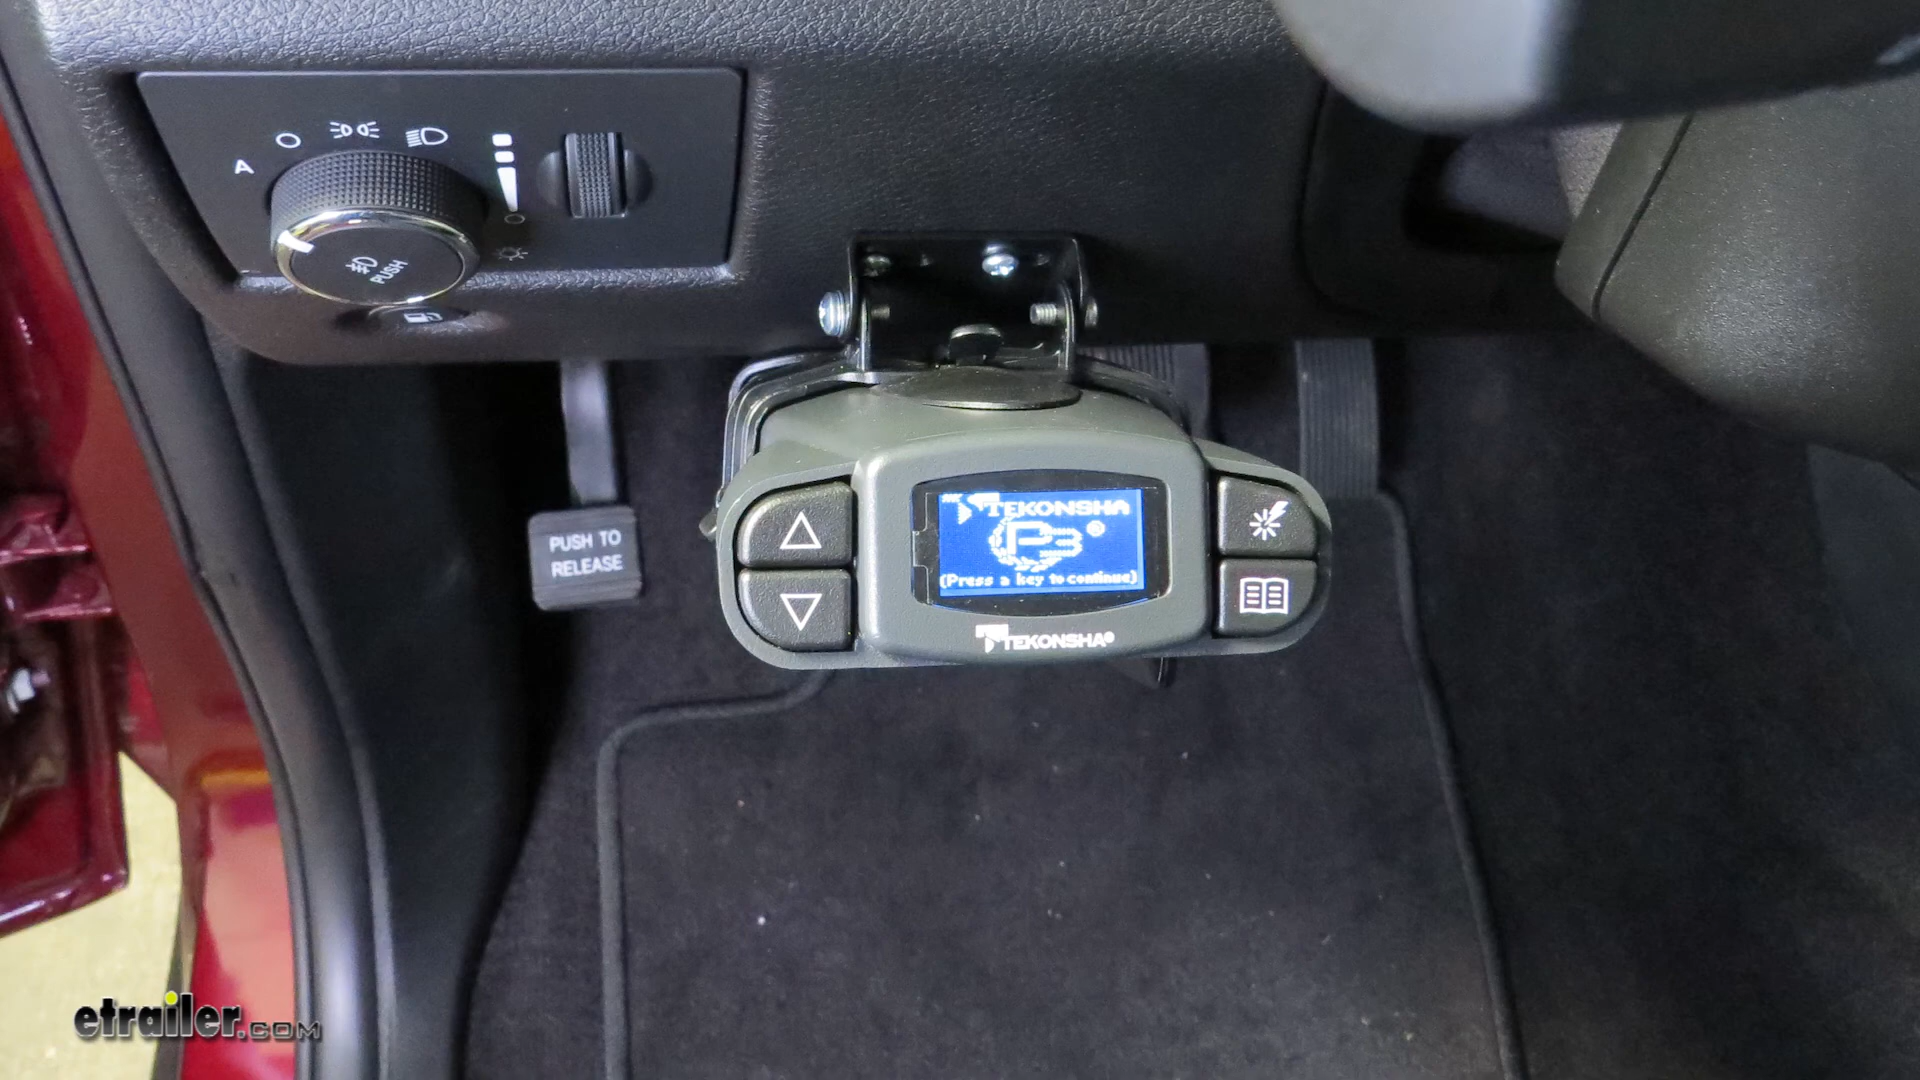 A
PUSH
PUSH TO
RELEASE
TEKONSHA
P3®
(Press a key to continue)
TEKONSHA®
etrailer.com